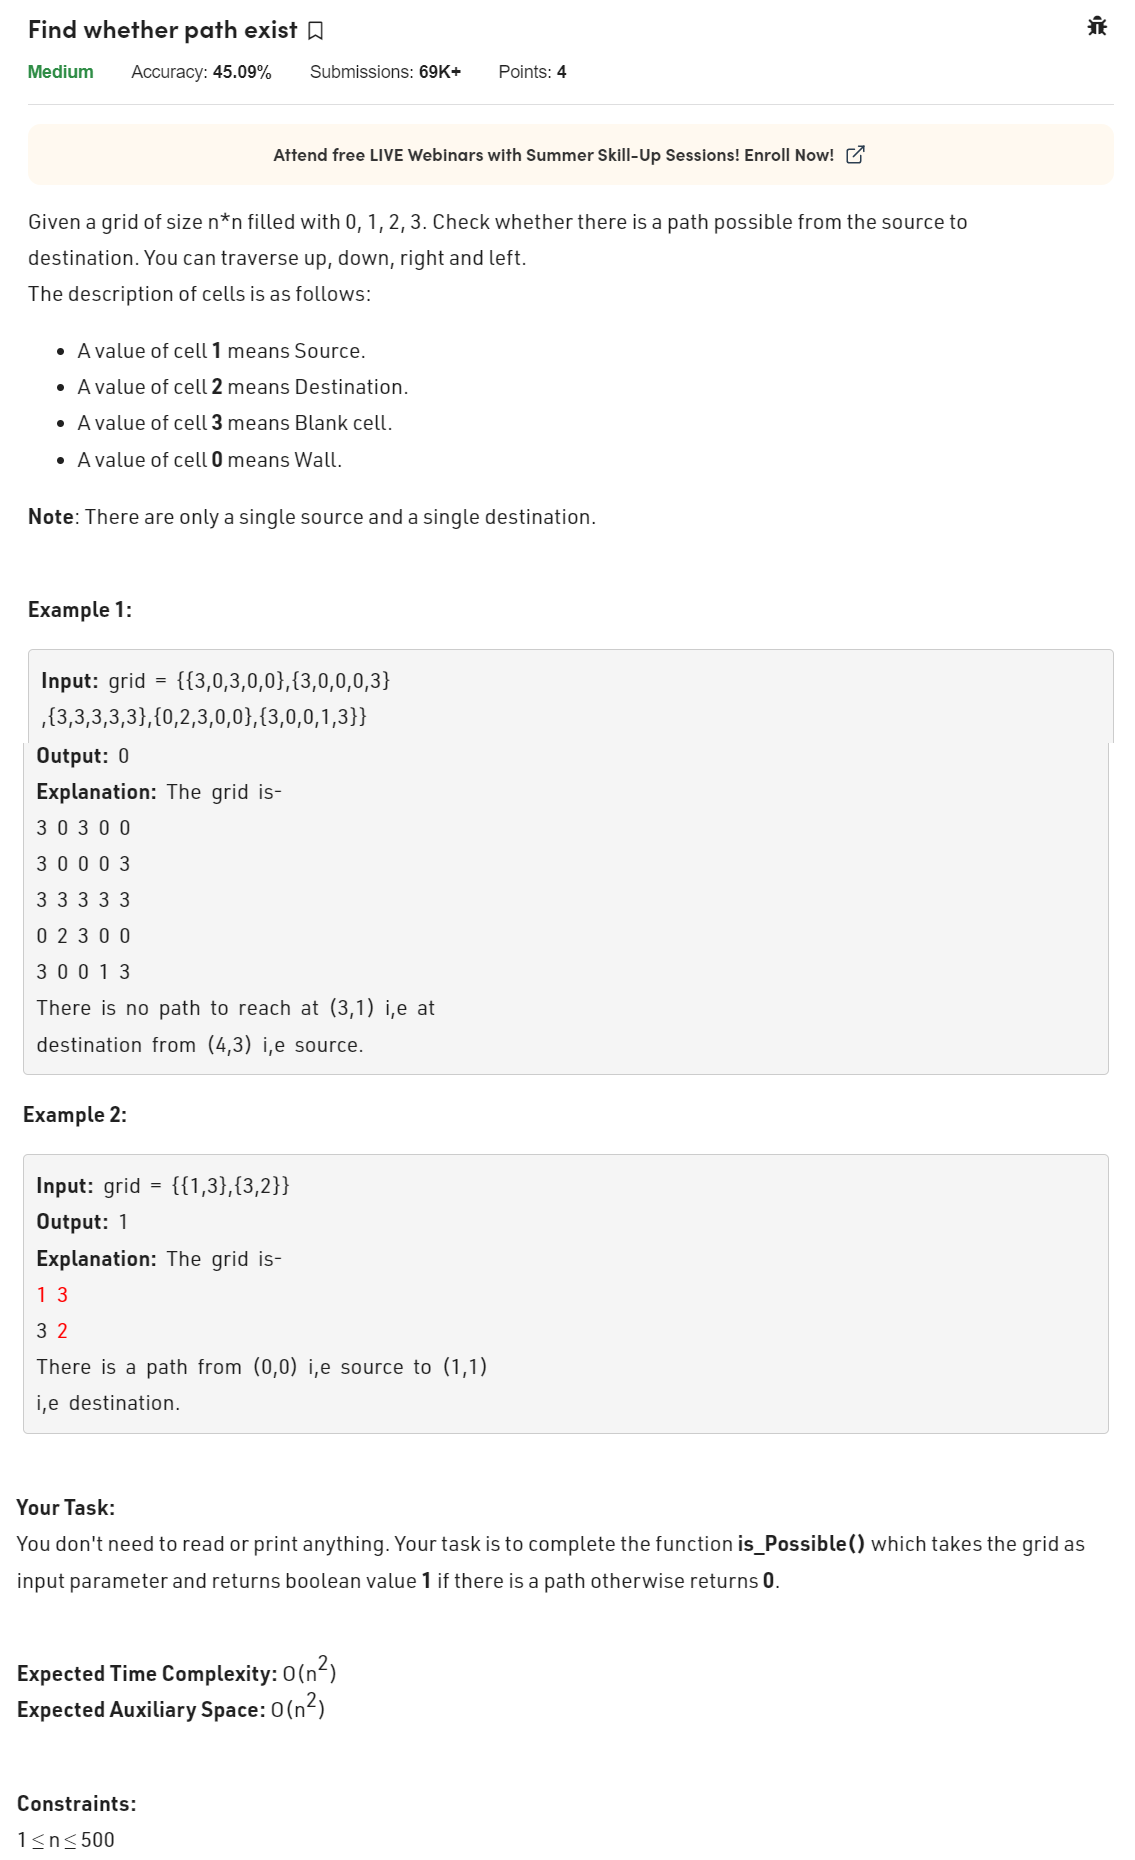 Find whether path exist
Medium Accuracy: 45.09% Submissions: 69K+ Points: 4
Attend free LIVE Webinars with Summer Skill-Up Sessions! Enroll Now!
Given a grid of size n*n filled with 0, 1, 2, 3. Check whether there is a path possible from the source to
destination. You can traverse up, down, right and left.
The description of cells is as follows:
• A value of cell 1 means Source.
• A value of cell 2 means Destination.
• A value of cell 3 means Blank cell.
• A value of cell 0 means Wall.
Note: There are only a single source and a single destination.
Example 1:
Input: grid = {{3,0,3,0,0},{3,0,0,0,3}
,{3,3,3,3,3},{0,2,3,0,0},{3,0,0,1,3}}
Output: 0
Explanation: The grid is-
3 0 3 0 0
3 0 0 0 3
3 3 3 3 3
0 2 3 0 0
3 0 0 1 3
There is no path to reach at (3,1) i,e at
destination from (4,3) i,e source.
Example 2:
Input: grid = {{1,3},{3,2}}
Output: 1
Explanation: The grid is-
1 3
3 2
There is a path from (0,0) i,e source to (1,1)
i,e destination.
Your Task:
You don't need to read or print anything. Your task is to complete the function is_Possible() which takes the grid as
input parameter and returns boolean value 1 if there is a path otherwise returns 0.
Expected Time Complexity: O(n²)
Expected Auxiliary Space: O(n²)
Constraints:
1 ≤ n ≤ 500